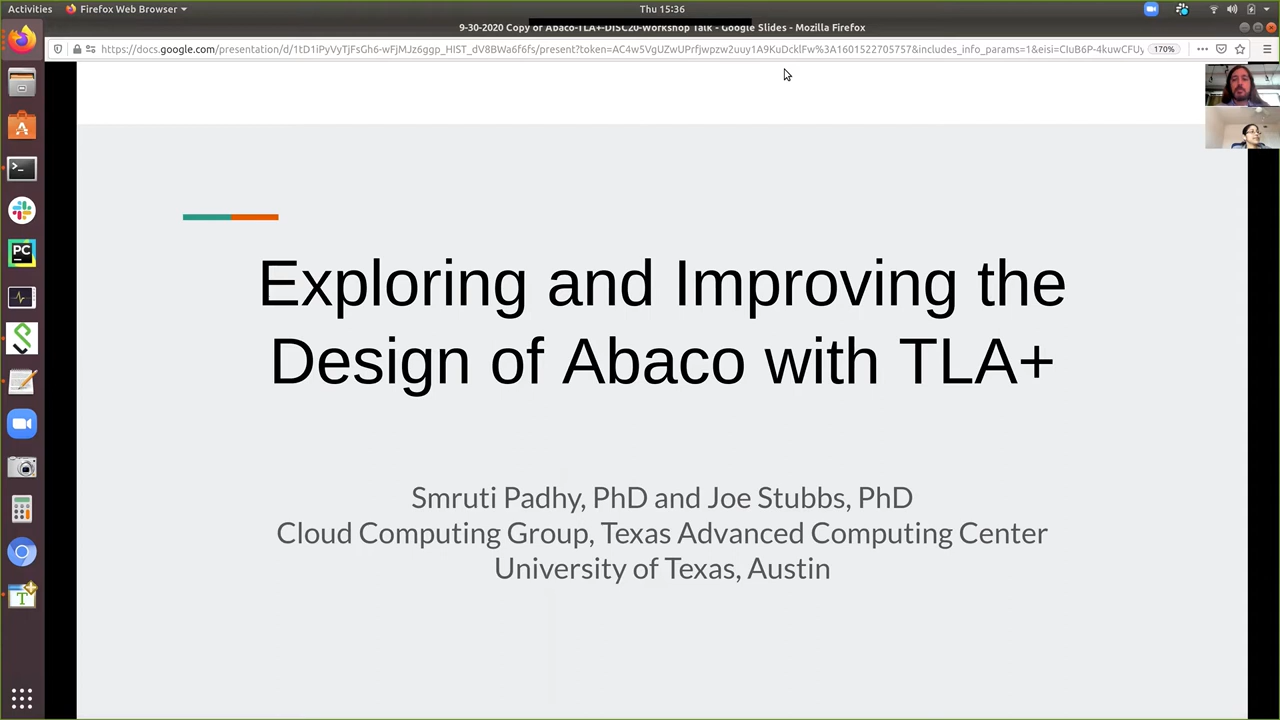 Activities Firefox Web Browser Thu 15:36
9-30-2020 Copy of Abaco-TLA+-DISC20-Workshop Talk - Google Slides - Mozilla Firefox
170%
Exploring and Improving the
Design of Abaco with TLA+
Smruti Padhy, PhD and Joe Stubbs, PhD
Cloud Computing Group, Texas Advanced Computing Center
University of Texas, Austin
PC
T